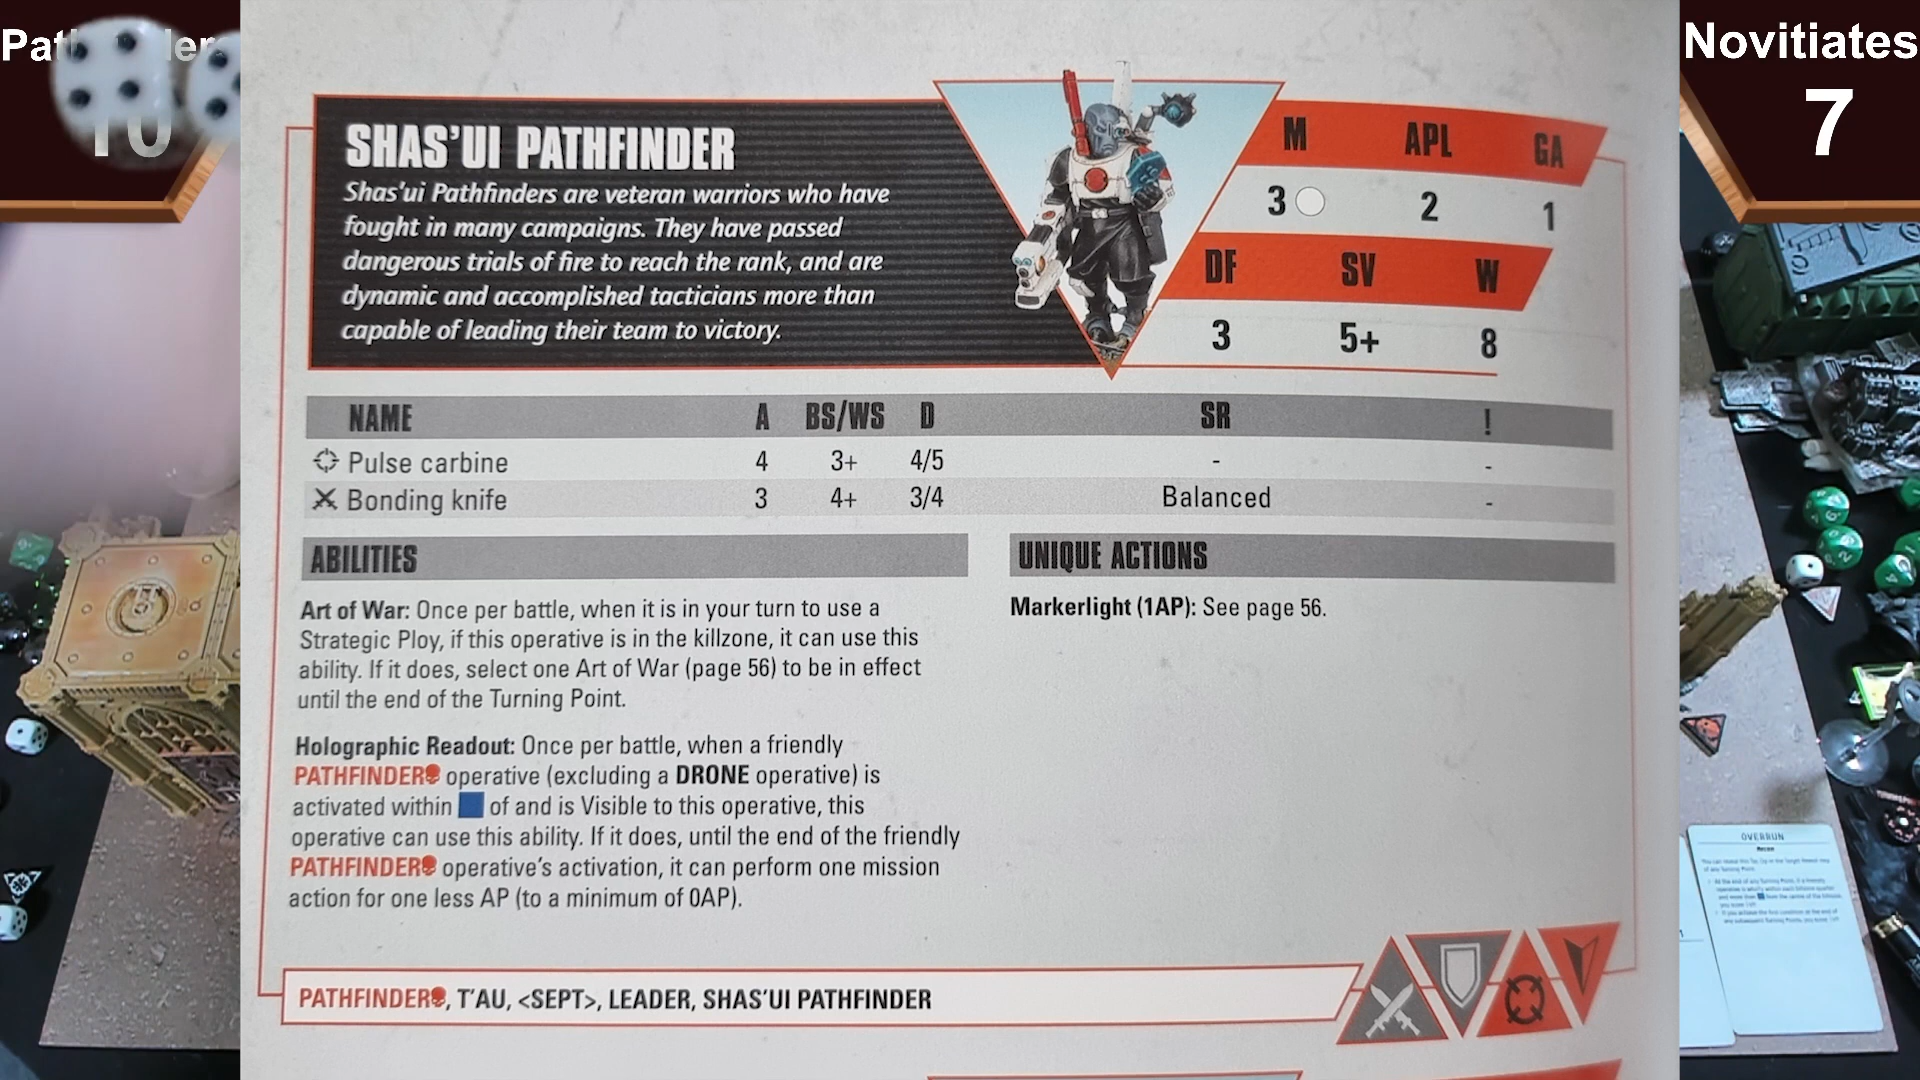 Novitiates
10
7
SHAS'UI PATHFINDER
Shas'ui Pathfinders are veteran warriors who have
fought in many campaigns. They have passed
dangerous trials of fire to reach the rank, and are
dynamic and accomplished tacticians more than
capable of leading their team to victory.
M APL GA
3 2 1
DF SV W
3 5+ 8
NAME A BS/WS D SR !
Pulse carbine 4 3+ 4/5 - -
Bonding knife 3 4+ 3/4 Balanced -
ABILITIES
Art of War: Once per battle, when it is in your turn to use a
Strategic Ploy, if this operative is in the killzone, it can use this
ability. If it does, select one Art of War (page 56) to be in effect
until the end of the Turning Point.
Holographic Readout: Once per battle, when a friendly
PATHFINDER operative (excluding a DRONE operative) is
activated within of and is Visible to this operative, this
operative can use this ability. If it does, until the end of the friendly
PATHFINDER operative's activation, it can perform one mission
action for one less AP (to a minimum of 0AP).
UNIQUE ACTIONS
Markerlight (1AP): See page 56.
PATHFINDER, T'AU, <SEPT>, LEADER, SHAS'UI PATHFINDER
OVERRUN
Recon